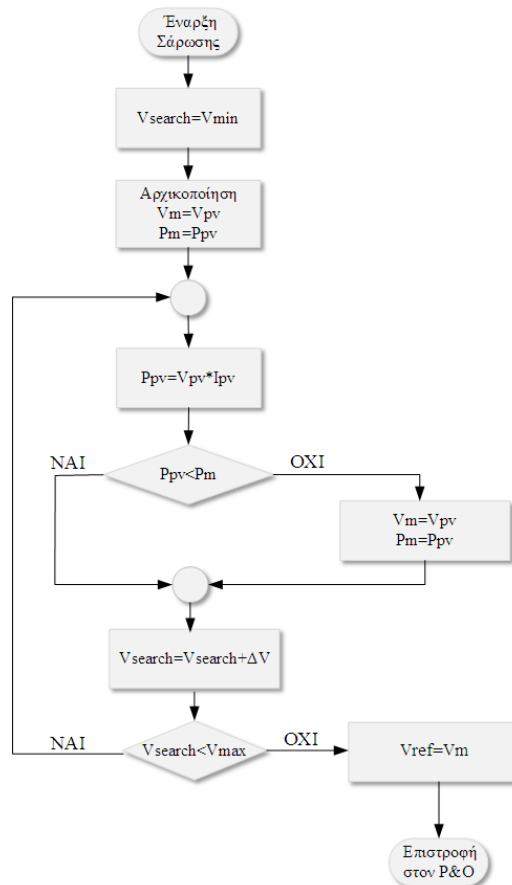 Έναρξη
Σάρωσης
Vsearch=Vmin
Αρχικοποίηση
Vm=Vpv
Pm=Ppv
Ppv=Vpv*Ipv
ΝΑΙ
Ppv<Pm
ΟΧΙ
Vm=Vpv
Pm=Ppv
Vsearch=Vsearch+ΔV
ΝΑΙ
Vsearch<Vmax
ΟΧΙ
Vref=Vm
Επιστροφή
στον P&O